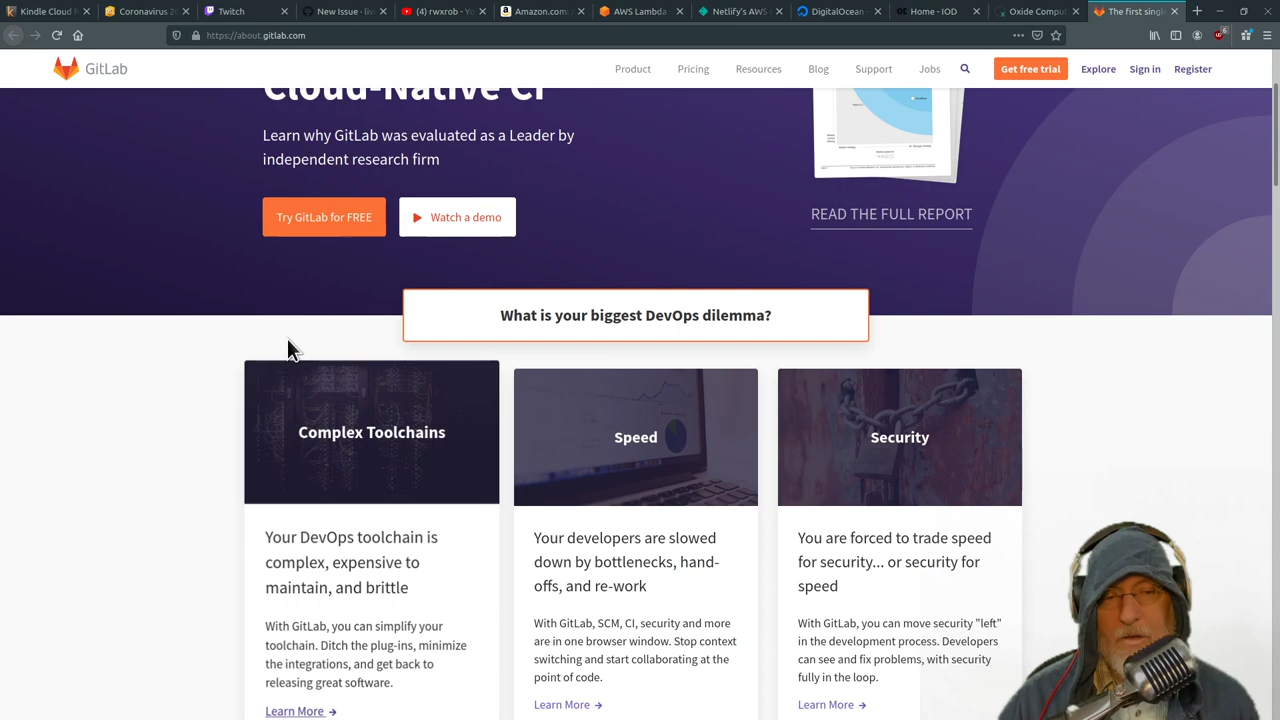 Kindle Cloud R
Coronavirus 20
Twitch
New Issue · liv
(4) rwxrob - Yo
Amazon.com:
AWS Lambda -
Netlify's AWS
DigitalOcean
Home - IOD
Oxide Comput
The first single
https://about.gitlab.com
GitLab
Product
Pricing
Resources
Blog
Support
Jobs
Get free trial
Explore
Sign in
Register
Cloud-Native CI
Learn why GitLab was evaluated as a Leader by
independent research firm
Try GitLab for FREE
Watch a demo
READ THE FULL REPORT
What is your biggest DevOps dilemma?
Complex Toolchains
Your DevOps toolchain is
complex, expensive to
maintain, and brittle
With GitLab, you can simplify your
toolchain. Ditch the plug-ins, minimize
the integrations, and get back to
releasing great software.
Learn More →
Speed
Your developers are slowed
down by bottlenecks, hand-
offs, and re-work
With GitLab, SCM, CI, security and more
are in one browser window. Stop context
switching and start collaborating at the
point of code.
Learn More →
Security
You are forced to trade speed
for security... or security for
speed
With GitLab, you can move security "left"
in the development process. Developers
can see and fix problems, with security
fully in the loop.
Learn More →